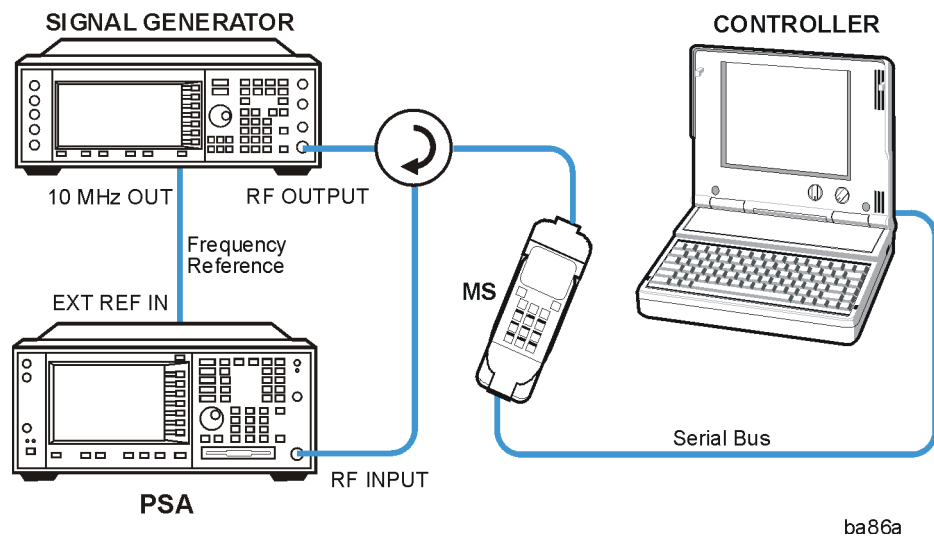 SIGNAL GENERATOR
CONTROLLER
10 MHz OUT
RF OUTPUT
Frequency
Reference
MS
EXT REF IN
Serial Bus
RF INPUT
PSA
ba86a